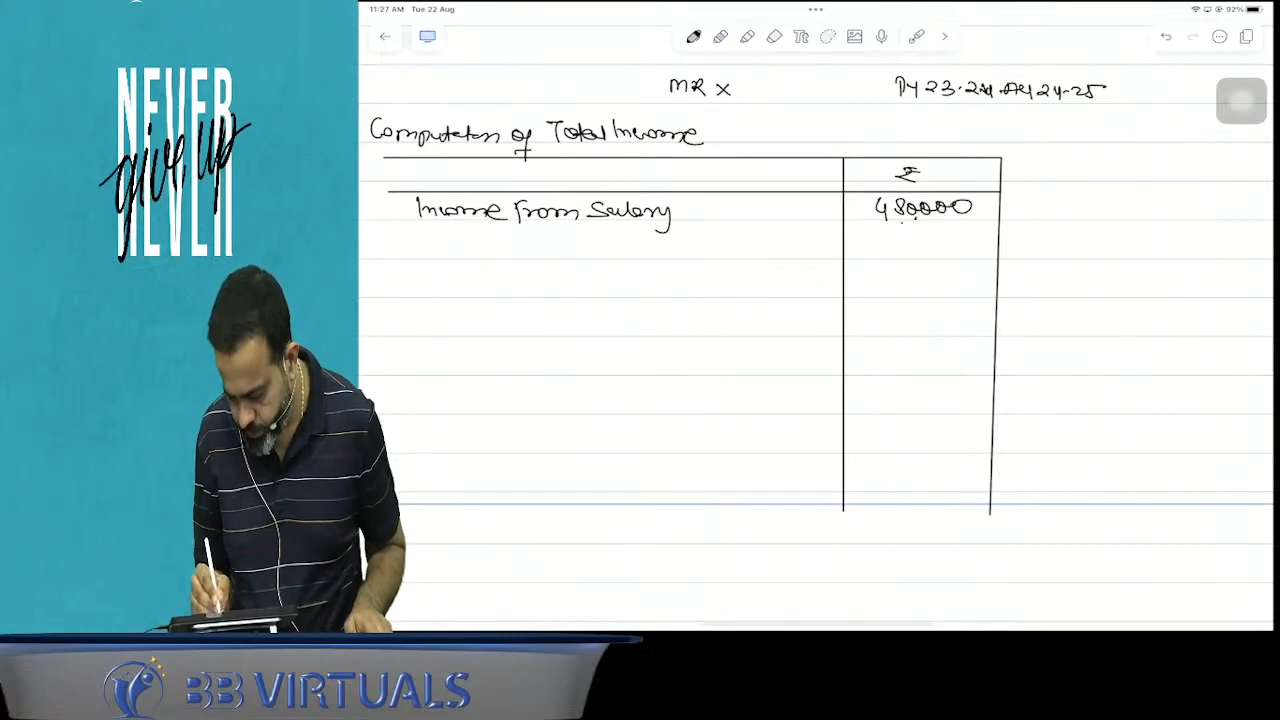 11:27 AM Tue 22 Aug
92%
NEVER
give up
NEVER
MR X PY 23-24 AY 24-25
Computation of Total Income
₹
Income From Salary 480000
BB VIRTUALS